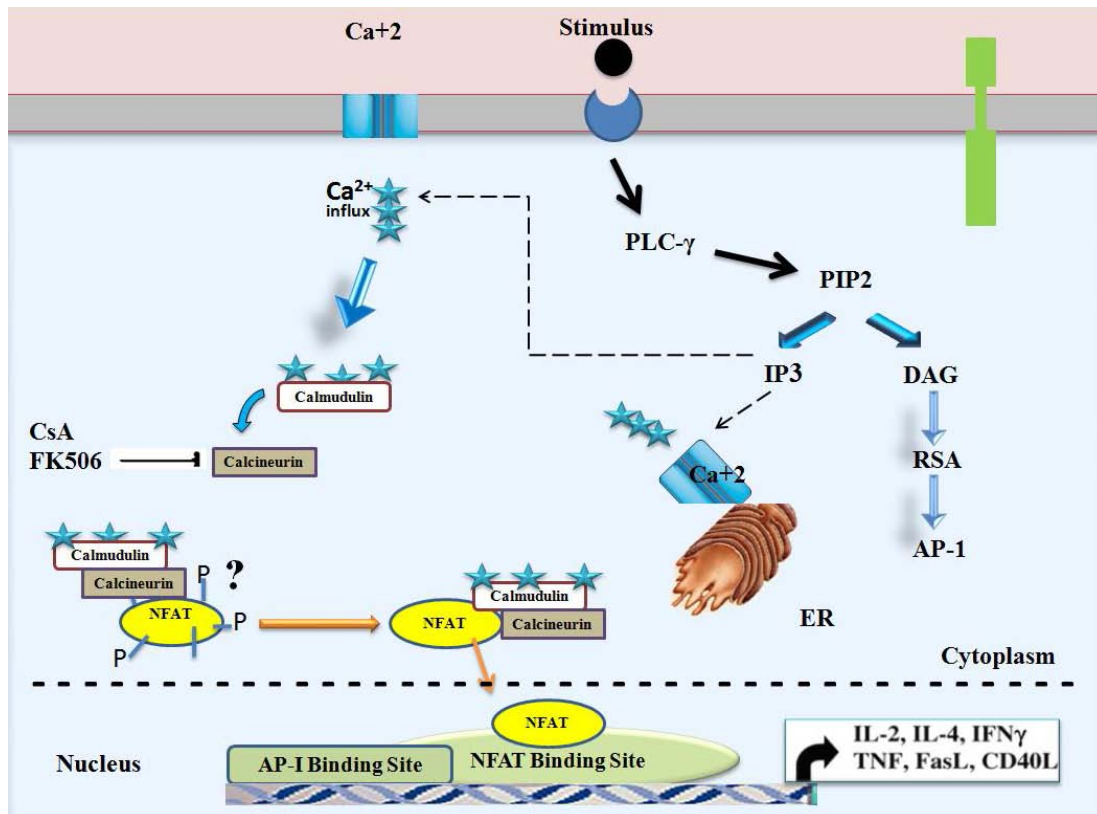 Ca+2
Stimulus
Ca²⁺
influx
PLC-γ
PIP2
IP3
DAG
Calmudulin
CsA
FK506
Calcineurin
Ca+2
RSA
AP-1
Calmudulin
Calcineurin
P
?
NFAT
P
P
Calmudulin
NFAT
Calcineurin
ER
Cytoplasm
Nucleus
NFAT
AP-I Binding Site
NFAT Binding Site
IL-2, IL-4, IFNγ
TNF, FasL, CD40L